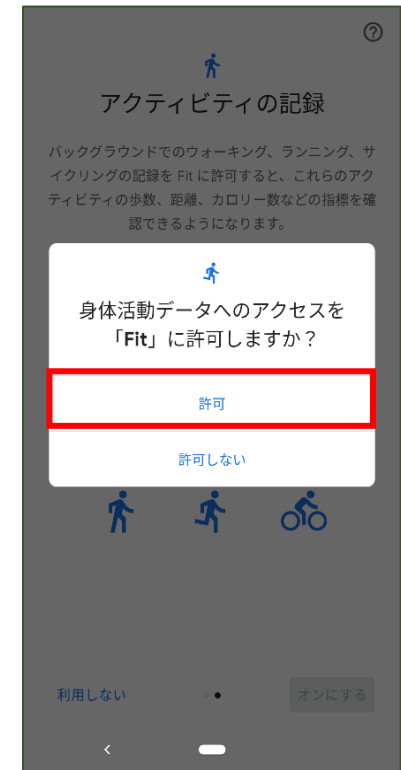 アクティビティの記録
バックグラウンドでのウォーキング、ランニング、サ
イクリングの記録を Fit に許可すると、これらのアク
ティビティの歩数、距離、カロリー数などの指標を確
認できるようになります。
身体活動データへのアクセスを
「Fit」に許可しますか？
許可
許可しない
利用しない
オンにする